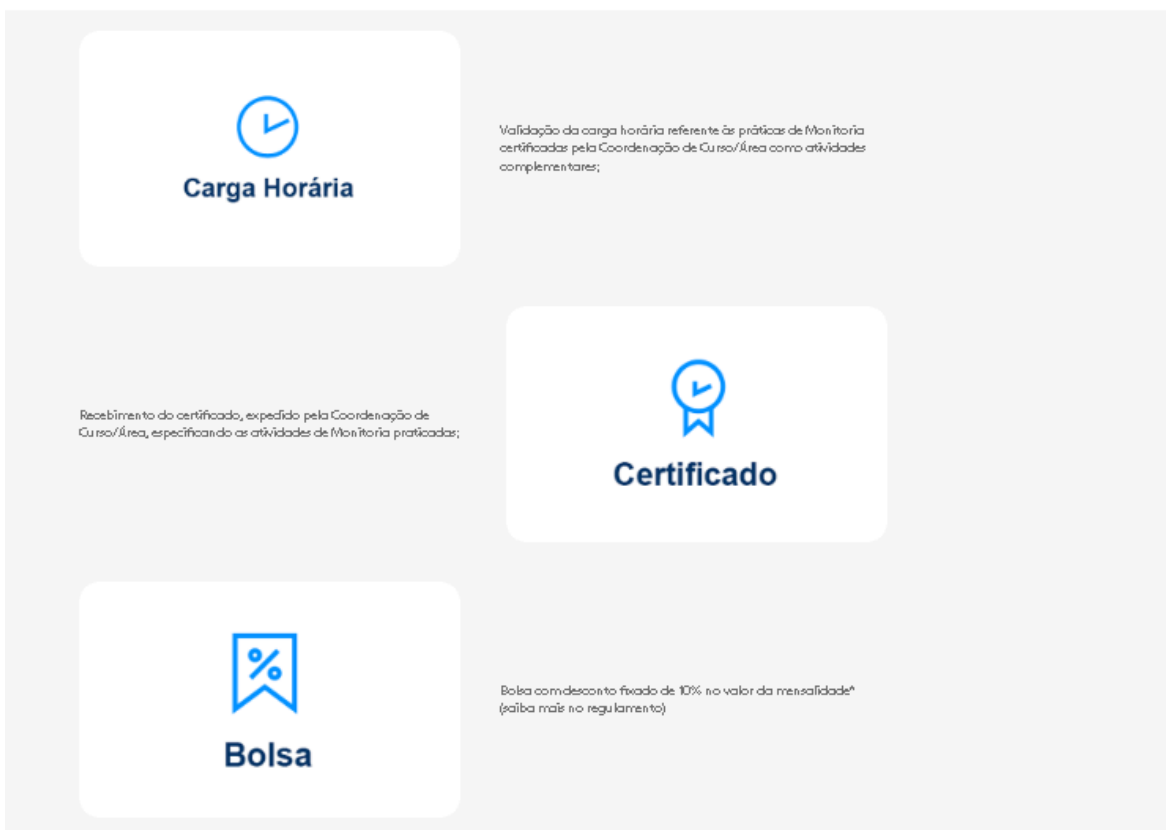 Carga Horária
Validação da carga horária referente às práticas de Monitoria
certificadas pela Coordenação de Curso/Área como atividades
complementares;
Recebimento do certificado, expedido pela Coordenação de
Curso/Área, especificando as atividades de Monitoria praticadas;
Certificado
Bolsa
Bolsa com desconto fixado de 10% no valor da mensalidade*
(saiba mais no regulamento)